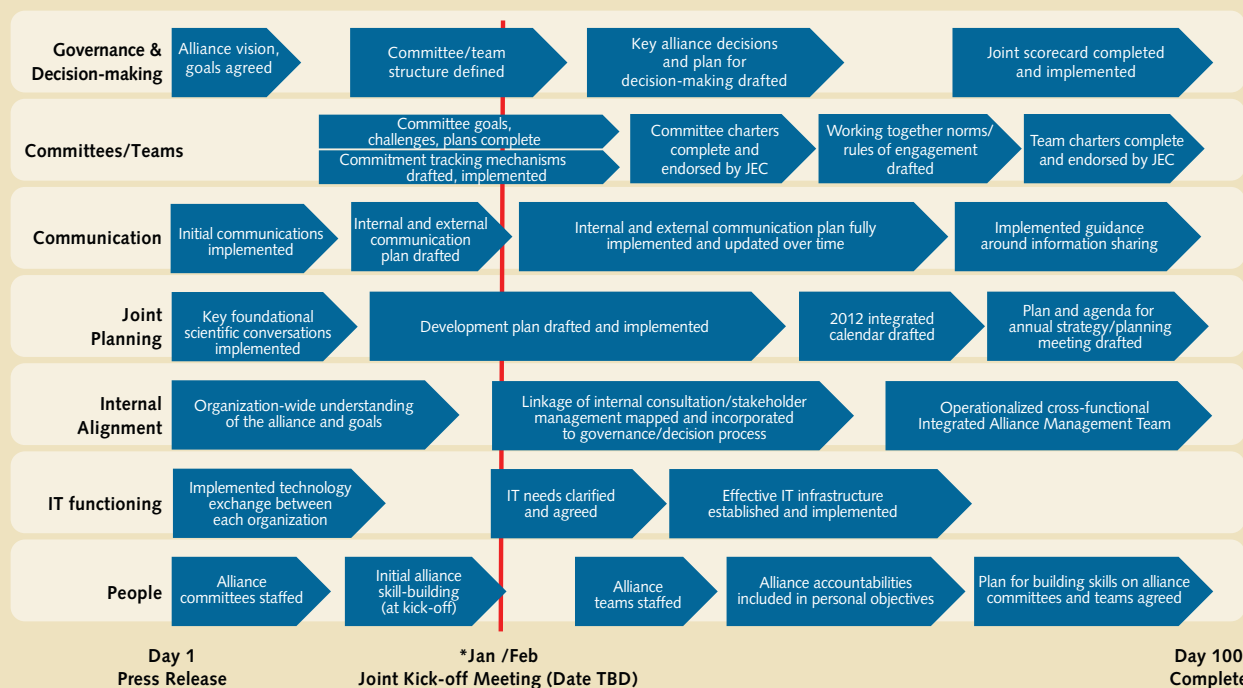 Governance &
Decision-making
Alliance vision,
goals agreed
Committee/team
structure defined
Key alliance decisions
and plan for
decision-making drafted
Joint scorecard completed
and implemented
Committees/Teams
Committee goals,
challenges, plans complete
Commitment tracking mechanisms
drafted, implemented
Committee charters
complete and
endorsed by JEC
Working together norms/
rules of engagement
drafted
Team charters complete
and endorsed by JEC
Communication
Initial communications
implemented
Internal and external
communication
plan drafted
Internal and external communication plan fully
implemented and updated over time
Implemented guidance
around information sharing
Joint
Planning
Key foundational
scientific conversations
implemented
Development plan drafted and implemented
2012 integrated
calendar drafted
Plan and agenda for
annual strategy/planning
meeting drafted
Internal
Alignment
Organization-wide understanding
of the alliance and goals
Linkage of internal consultation/stakeholder
management mapped and incorporated
to governance/decision process
Operationalized cross-functional
Integrated Alliance Management Team
IT functioning
Implemented technology
exchange between
each organization
IT needs clarified
and agreed
Effective IT infrastructure
established and implemented
People
Alliance
committees staffed
Initial alliance
skill-building
(at kick-off)
Alliance
teams staffed
Alliance accountabilities
included in personal objectives
Plan for building skills on alliance
committees and teams agreed
Day 1
Press Release
*Jan /Feb
Joint Kick-off Meeting (Date TBD)
Day 100
Complete